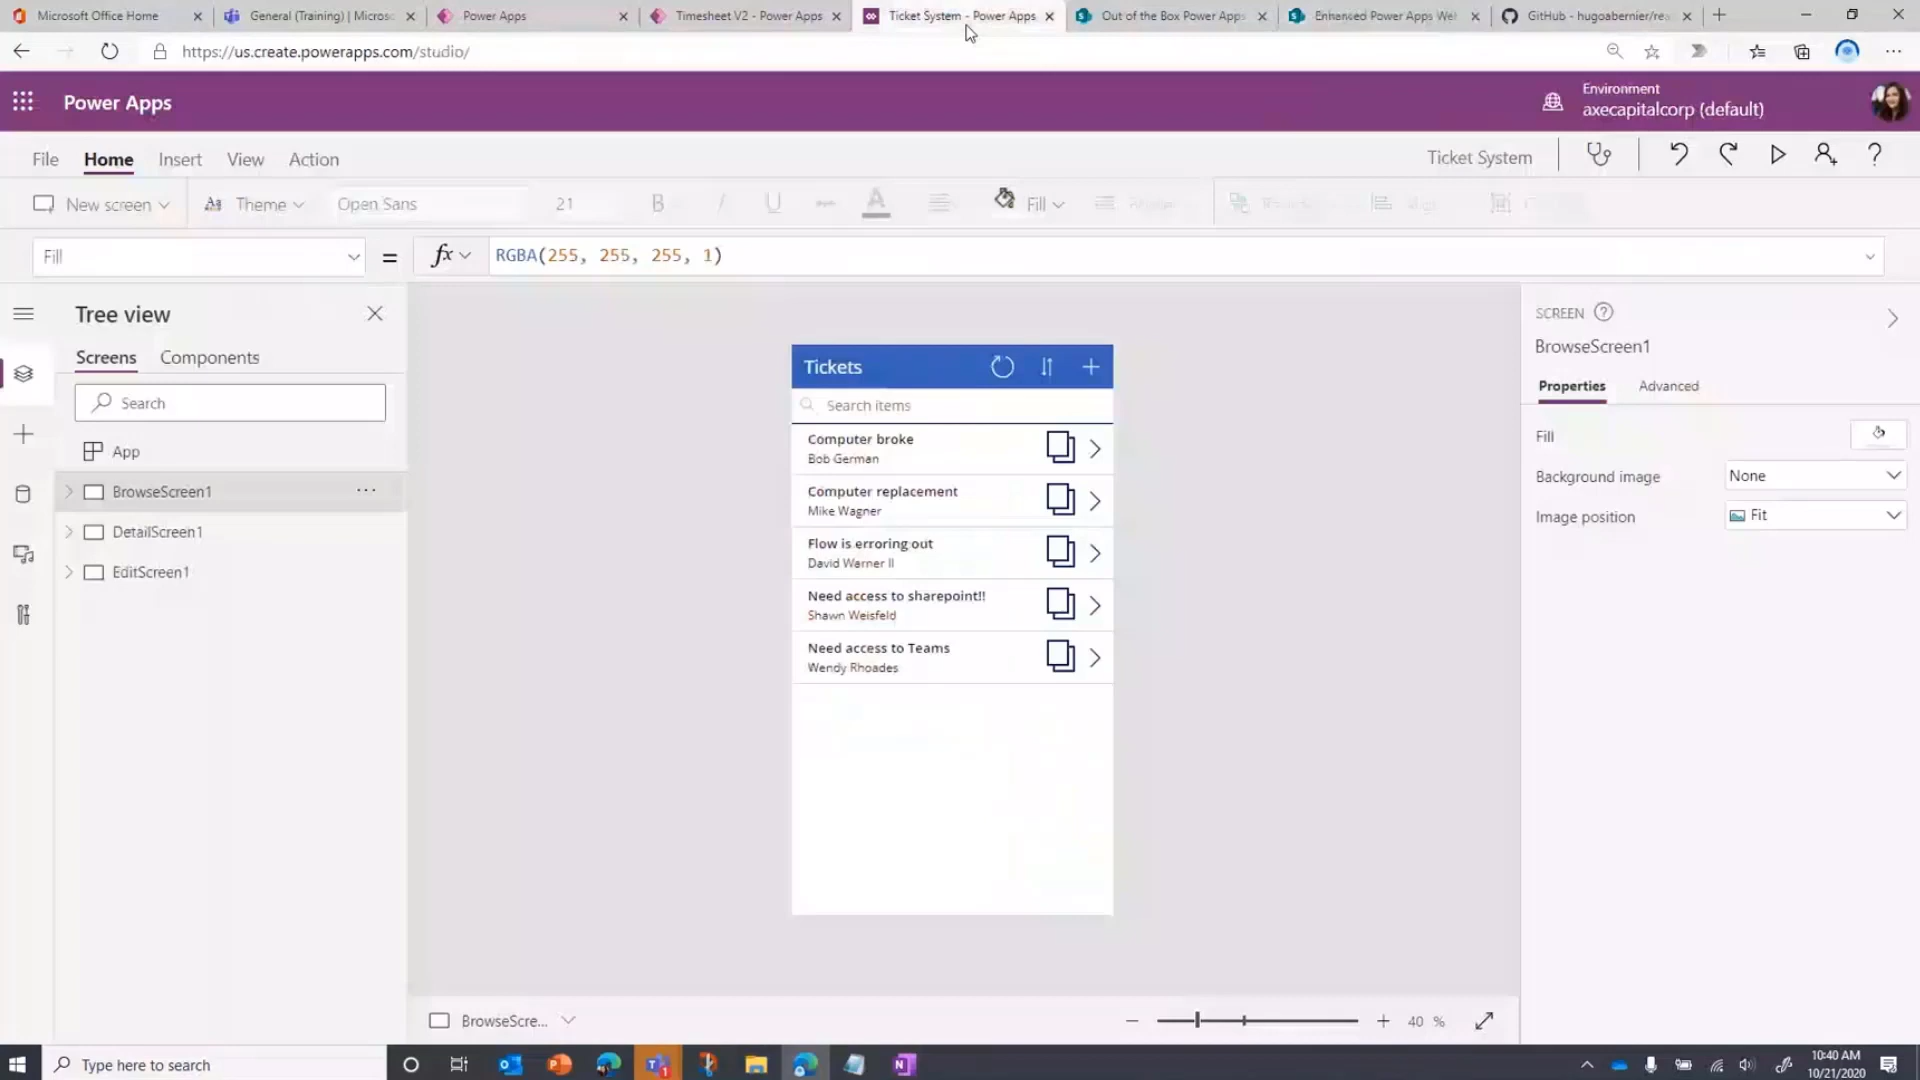 Microsoft Office Home
General (Training) | Micros
Power Apps
Timesheet V2 - Power Apps
Ticket System - Power Apps
Out of the Box Power Apps
Enhanced Power Apps We
GitHub - hugoabernier/rea
https://us.create.powerapps.com/studio/
Power Apps
Environment
axecapitalcorp (default)
File Home Insert View Action
Ticket System
New screen
Theme
Open Sans
21
B
I
U
A
Fill
Fill
=
fx
RGBA(255, 255, 255, 1)
Tree view
Screens
Components
Search
App
BrowseScreen1
DetailScreen1
EditScreen1
Tickets
Search items
Computer broke
Bob German
Computer replacement
Mike Wagner
Flow is erroring out
David Warner II
Need access to sharepoint!!
Shawn Weisfeld
Need access to Teams
Wendy Rhoades
SCREEN
BrowseScreen1
Properties
Advanced
Fill
Background image
None
Image position
Fit
BrowseScre...
40 %
Type here to search
10:40 AM
10/21/2020